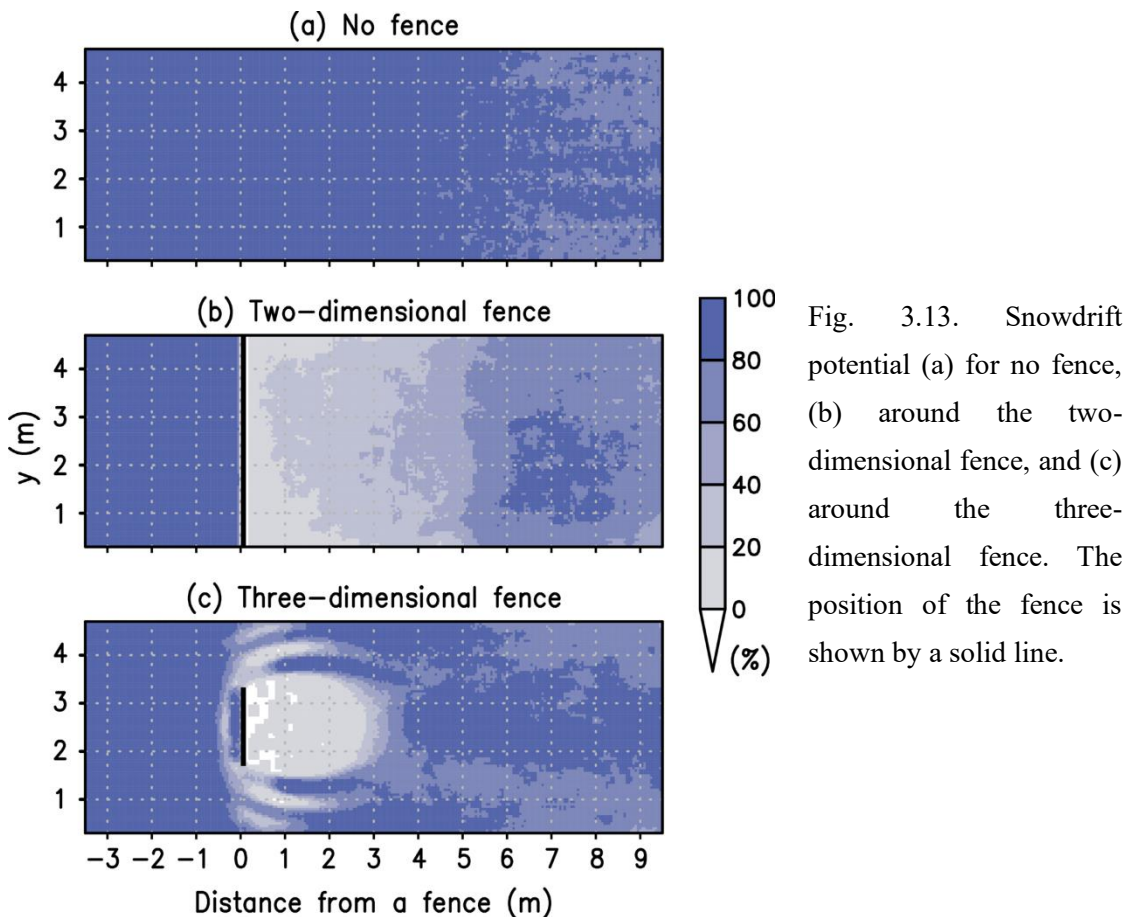 (a) No fence
4
3
2
1
(b) Two-dimensional fence
4
3
2
1
y (m)
(c) Three-dimensional fence
4
3
2
1
-3 -2 -1 0 1 2 3 4 5 6 7 8 9
Distance from a fence (m)
100
80
60
40
20
0
(%)
Fig. 3.13. Snowdrift
potential (a) for no fence,
(b) around the two-
dimensional fence, and (c)
around the three-
dimensional fence. The
position of the fence is
shown by a solid line.